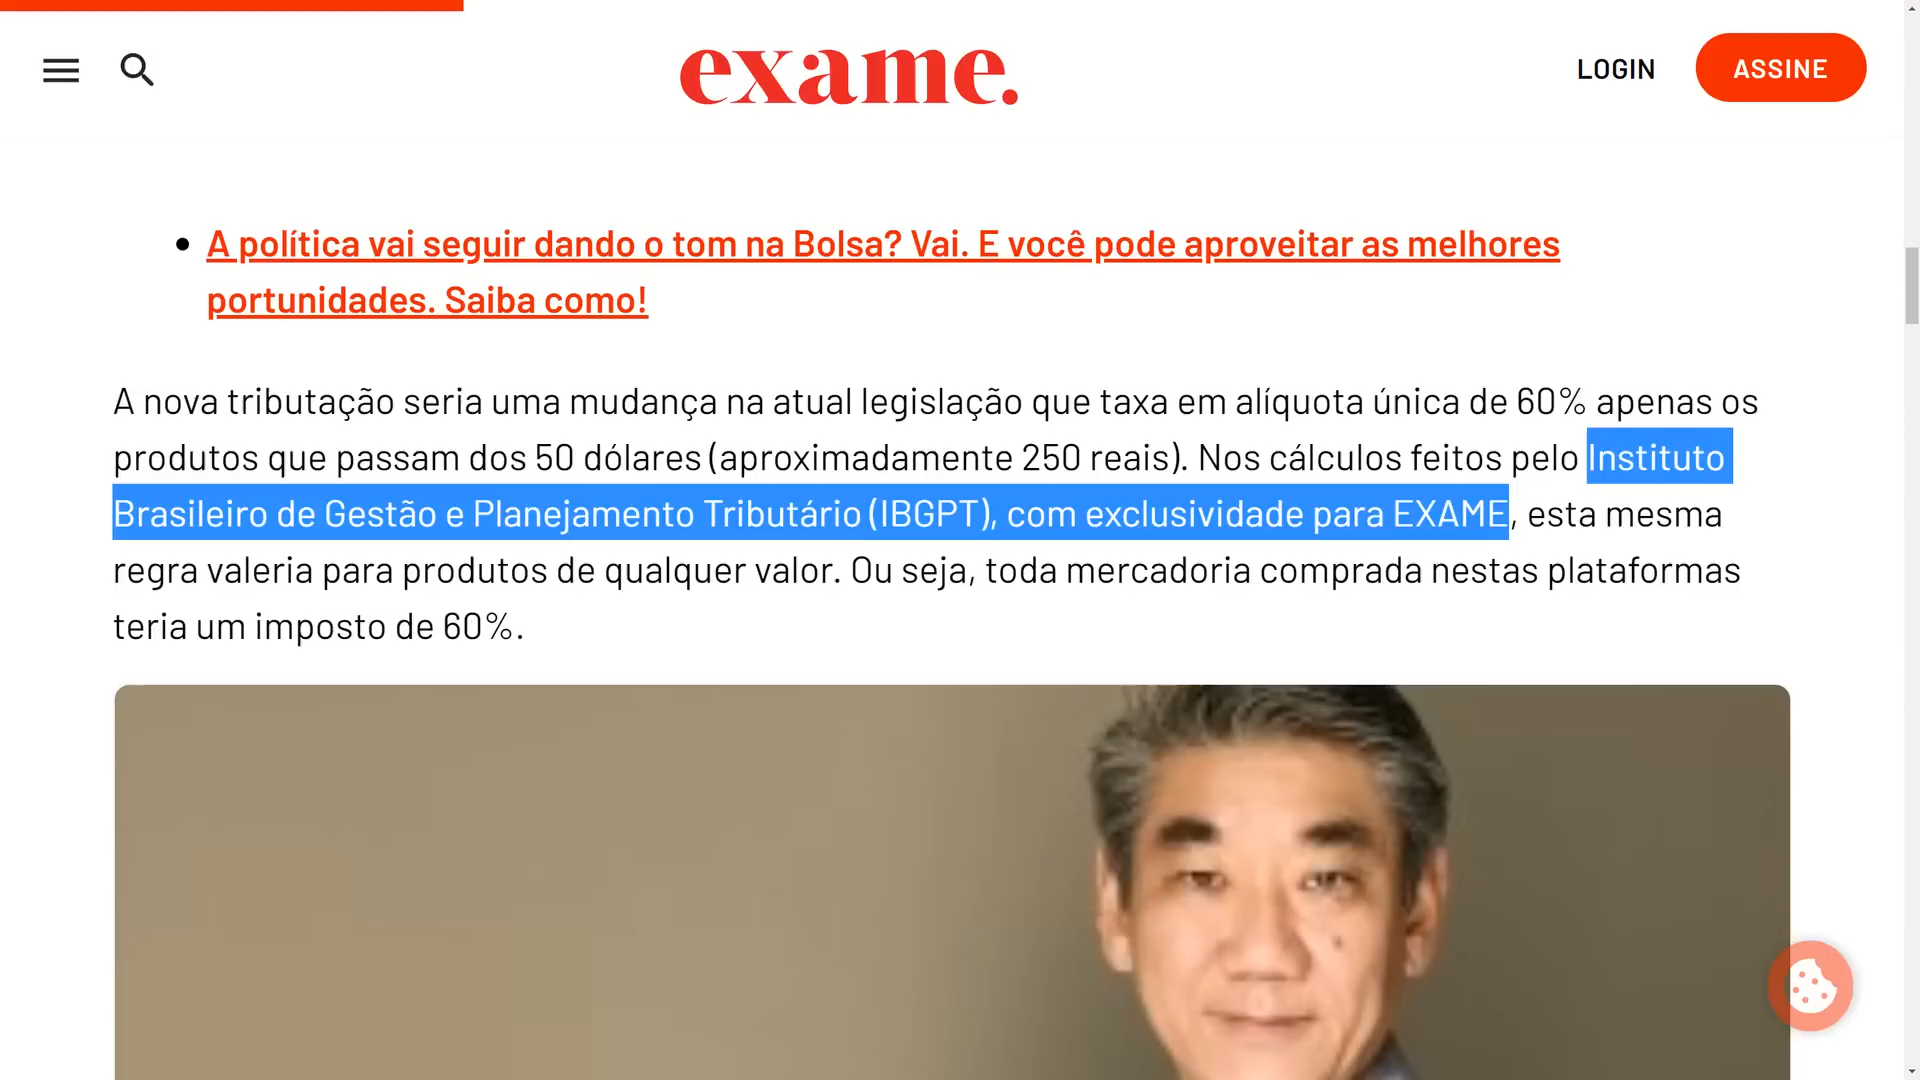 exame.
LOGIN
ASSINE
A política vai seguir dando o tom na Bolsa? Vai. E você pode aproveitar as melhores
portunidades. Saiba como!
A nova tributação seria uma mudança na atual legislação que taxa em alíquota única de 60% apenas os
produtos que passam dos 50 dólares (aproximadamente 250 reais). Nos cálculos feitos pelo Instituto
Brasileiro de Gestão e Planejamento Tributário (IBGPT), com exclusividade para EXAME, esta mesma
regra valeria para produtos de qualquer valor. Ou seja, toda mercadoria comprada nestas plataformas
teria um imposto de 60%.